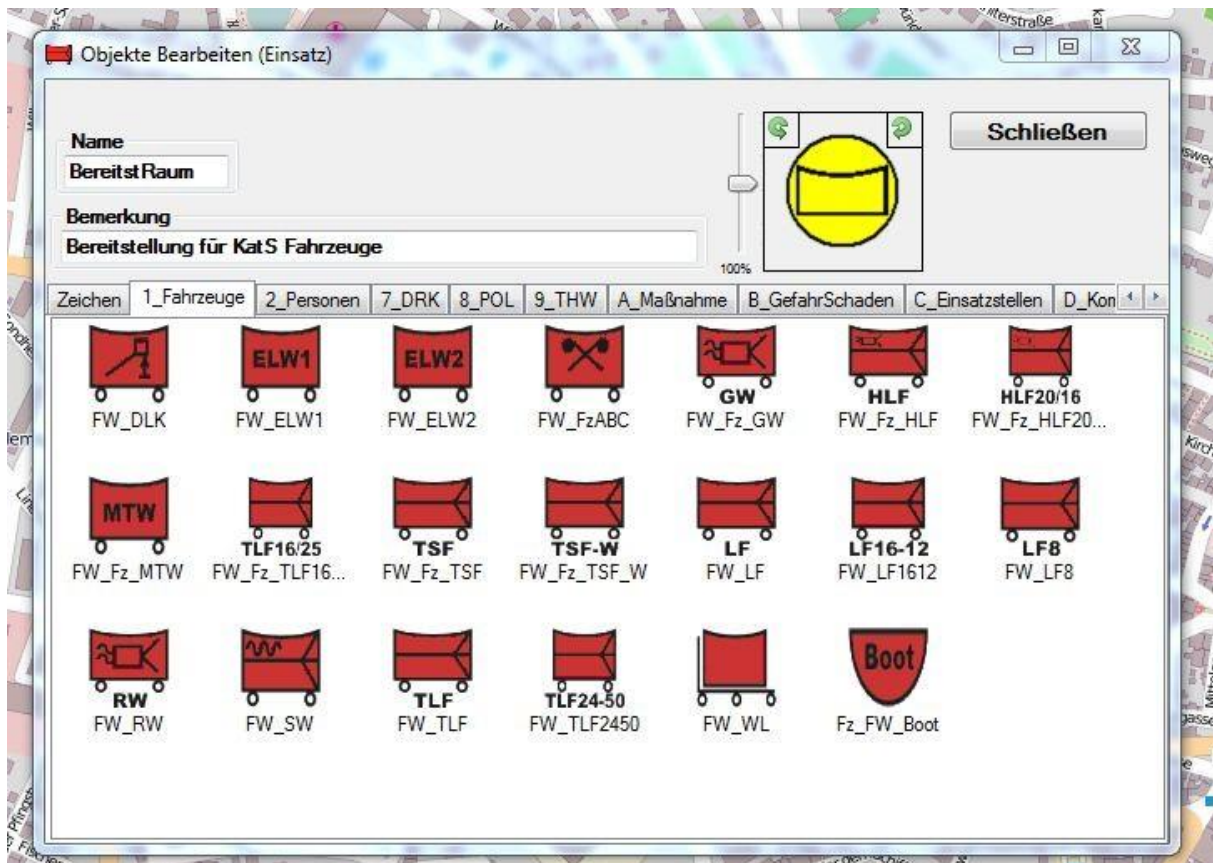 Objekte Bearbeiten (Einsatz)
Name
BereitstRaum
Schließen
Bemerkung
Bereitstellung für KatS Fahrzeuge
100%
Zeichen 1_Fahrzeuge 2_Personen 7_DRK 8_POL 9_THW A_Maßnahme B_GefahrSchaden C_Einsatzstellen D_Kon
ELW1 ELW2 GW HLF HLF20/16
FW_DLK FW_ELW1 FW_ELW2 FW_FzABC FW_Fz_GW FW_Fz_HLF FW_Fz_HLF20...
MTW TLF16/25 TSF TSF-W LF LF16-12 LF8
FW_Fz_MTW FW_Fz_TLF16... FW_Fz_TSF FW_Fz_TSF_W FW_LF FW_LF1612 FW_LF8
RW TLF TLF24-50 Boot
FW_RW FW_SW FW_TLF FW_TLF2450 FW_WL Fz_FW_Boot